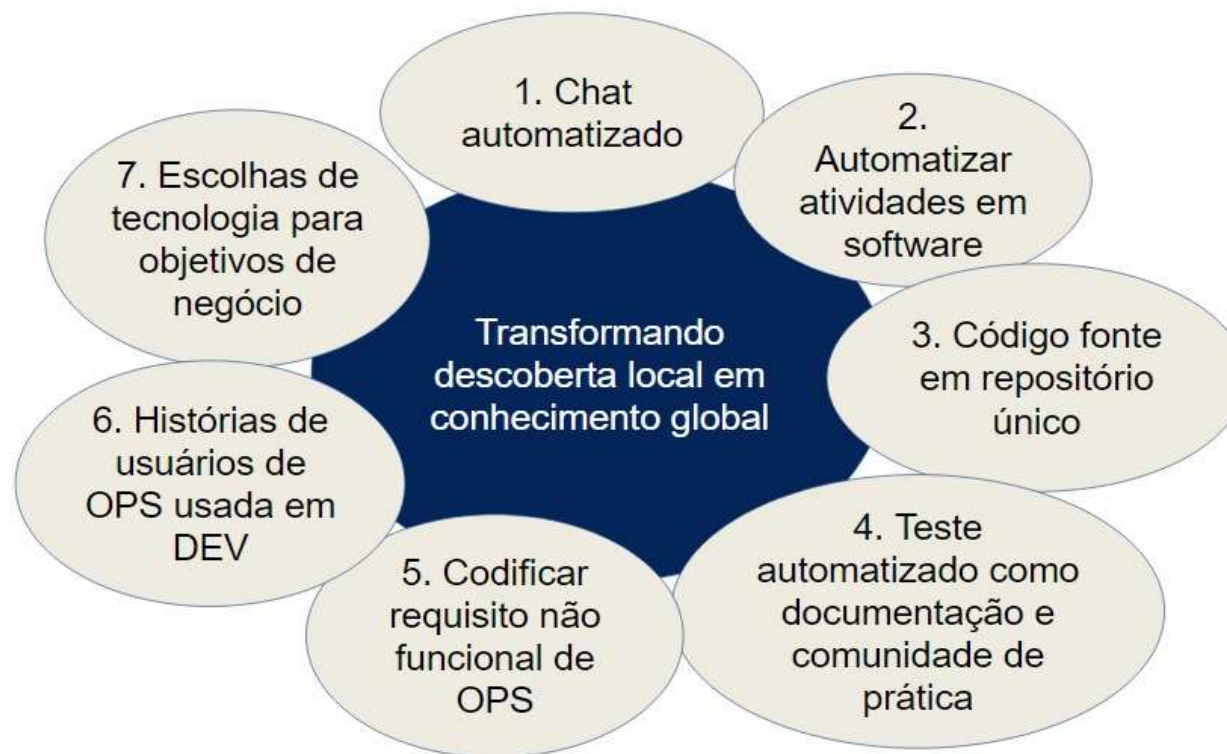 1. Chat
automatizado
2.
Automatizar
atividades em
software
3. Código fonte
em repositório
único
4. Teste
automatizado como
documentação e
comunidade de
prática
5. Codificar
requisito não
funcional de
OPS
6. Histórias de
usuários de
OPS usada em
DEV
7. Escolhas de
tecnologia para
objetivos de
negócio
Transformando
descoberta local em
conhecimento global